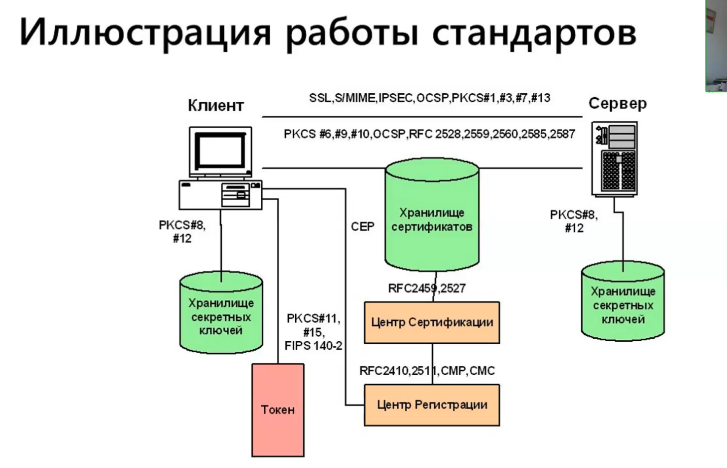 Иллюстрация работы стандартов
SSL,S/MIME,IPSEC,OCSP,PKCS#1,#3,#7,#13
Клиент
Сервер
PKCS #6,#9,#10,OCSP,RFC 2528,2559,2560,2585,2587
PKCS#8,
#12
CEP
Хранилище
сертификатов
PKCS#8,
#12
RFC2459,2527
Хранилище
секретных
ключей
PKCS#11,
#15,
FIPS 140-2
Центр Сертификации
Хранилище
секретных
ключей
RFC2410,2511,CMP,CMC
Токен
Центр Регистрации